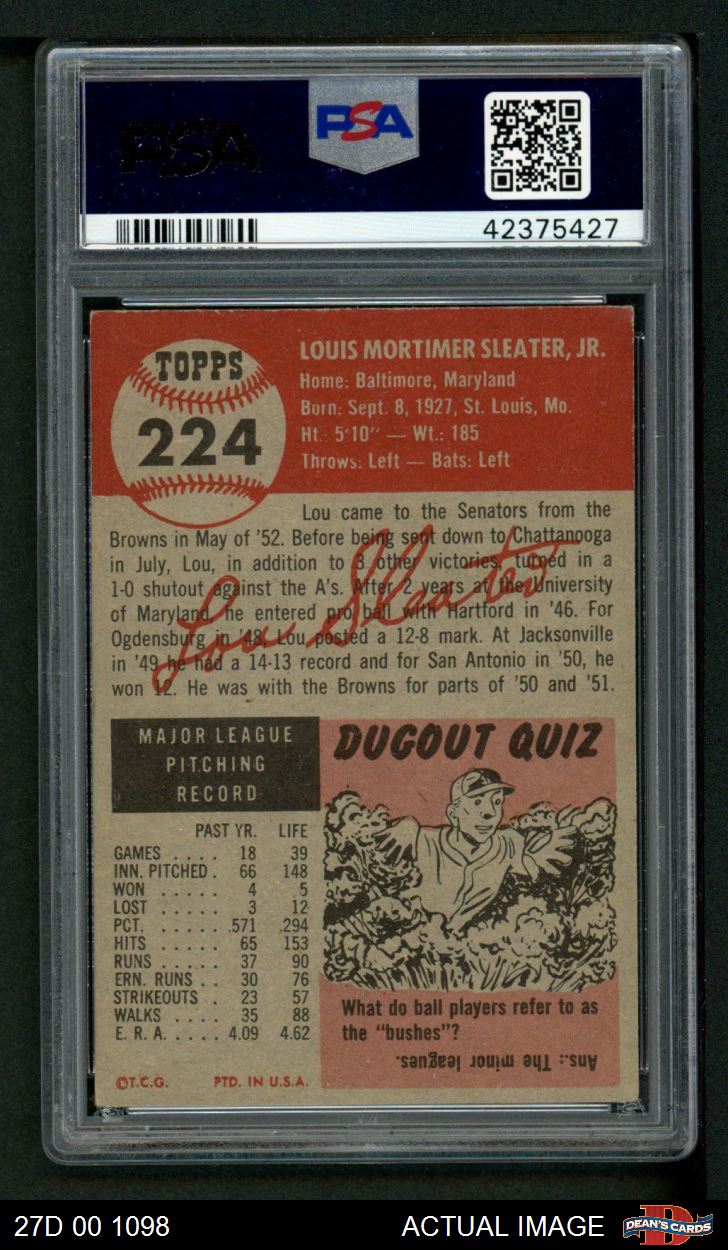 PSA
PSA
42375427
TOPPS
224
LOUIS MORTIMER SLEATER, JR.
Home: Baltimore, Maryland
Born: Sept. 8, 1927, St. Louis, Mo.
Ht.: 5'10" — Wt.: 185
Throws: Left — Bats: Left
Lou came to the Senators from the
Browns in May of '52. Before being sent down to Chattanooga
in July, Lou, in addition to 3 other victories, turned in a
1-0 shutout against the A's. After 2 years at the University
of Maryland, he entered pro ball with Hartford in '46. For
Ogdensburg in '48, Lou posted a 12-8 mark. At Jacksonville
in '49 he had a 14-13 record and for San Antonio in '50, he
won 12. He was with the Browns for parts of '50 and '51.
Lou Sleater
MAJOR LEAGUE
PITCHING
RECORD
PAST YR. LIFE
GAMES .... 18 39
INN. PITCHED . 66 148
WON ..... 4 5
LOST ..... 3 12
PCT. ...... .571 .294
HITS ..... 65 153
RUNS ..... 37 90
ERN. RUNS .. 30 76
STRIKEOUTS . 23 57
WALKS .... 35 88
E. R. A. .... 4.09 4.62
©T.C.G. PTD. IN U.S.A.
DUGOUT QUIZ
What do ball players refer to as
the "bushes"?
Ans.: The minor leagues.
27D 00 1098
ACTUAL IMAGE
D
DEAN'S CARDS